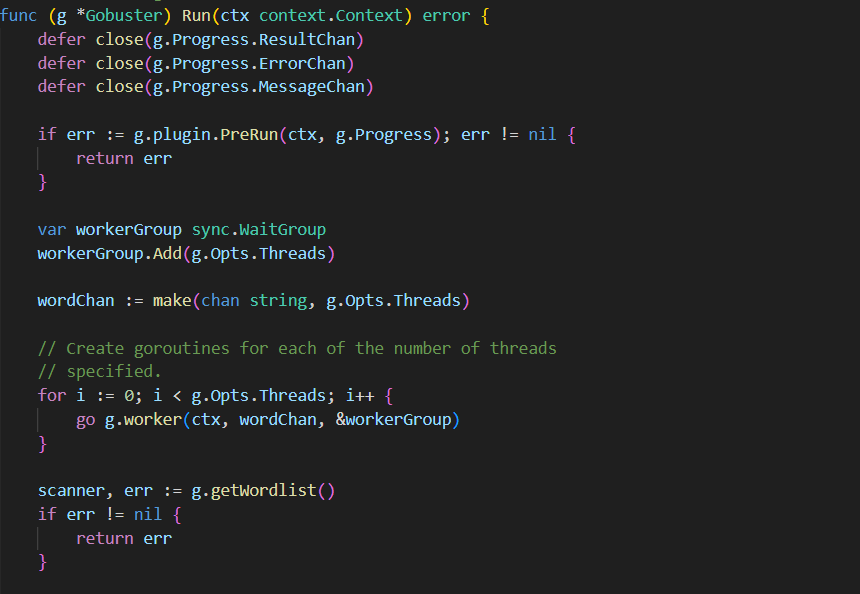 func (g *Gobuster) Run(ctx context.Context) error {
    defer close(g.Progress.ResultChan)
    defer close(g.Progress.ErrorChan)
    defer close(g.Progress.MessageChan)

    if err := g.plugin.PreRun(ctx, g.Progress); err != nil {
        return err
    }

    var workerGroup sync.WaitGroup
    workerGroup.Add(g.Opts.Threads)

    wordChan := make(chan string, g.Opts.Threads)

    // Create goroutines for each of the number of threads
    // specified.
    for i := 0; i < g.Opts.Threads; i++ {
        go g.worker(ctx, wordChan, &workerGroup)
    }

    scanner, err := g.getWordlist()
    if err != nil {
        return err
    }